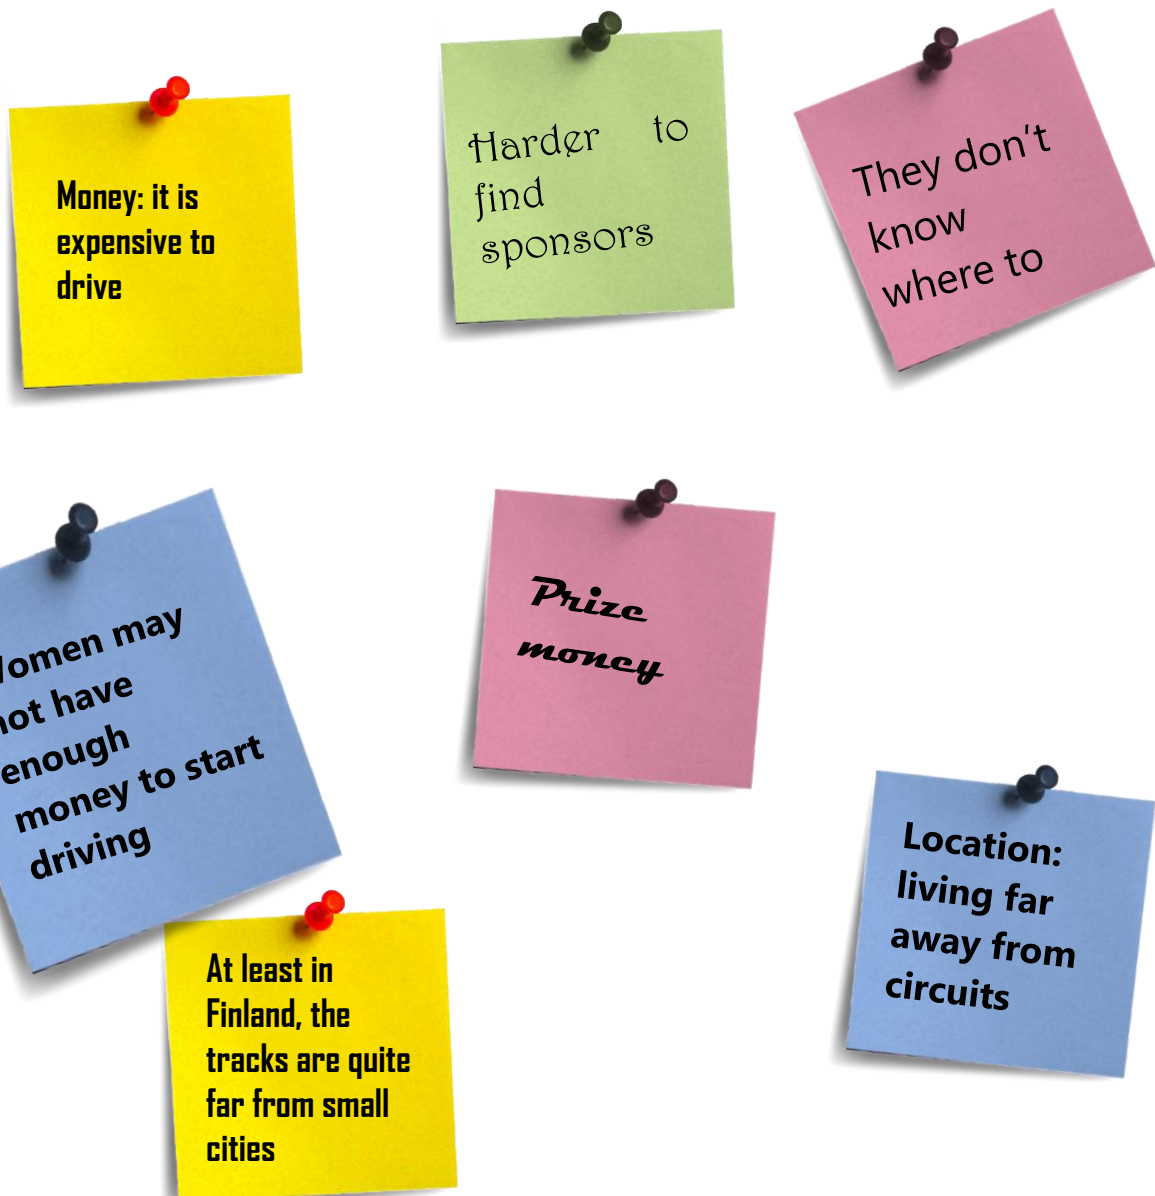 Money: it is
expensive to
drive
Harder to
find
sponsors
They don't
know
where to
Women may
not have
enough
money to start
driving
Prize
money
Location:
living far
away from
circuits
At least in
Finland, the
tracks are quite
far from small
cities